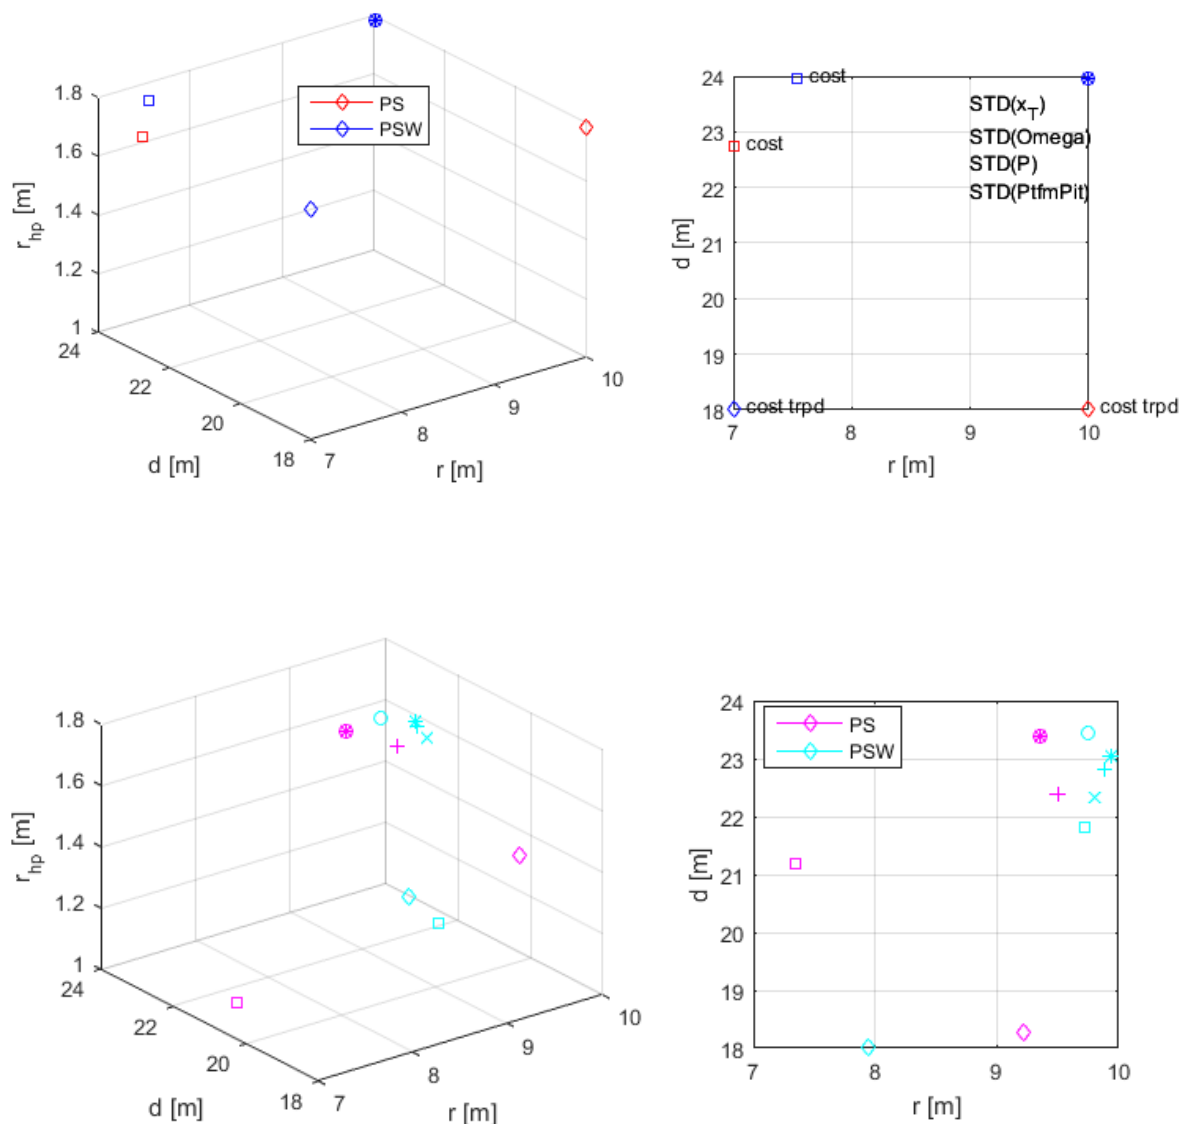 1.8
1.6
1.4
1.2
1
r_hp [m]
24
22
20
18
d [m]
7
8
9
10
r [m]
PS
PSW
24
23
22
21
20
19
18
d [m]
7
8
9
10
r [m]
cost
cost
STD(x_T)
STD(Omega)
STD(P)
STD(PtfmPit)
cost trpd
cost trpd
1.8
1.6
1.4
1.2
1
r_hp [m]
24
22
20
18
d [m]
7
8
9
10
r [m]
24
23
22
21
20
19
18
d [m]
7
8
9
10
r [m]
PS
PSW